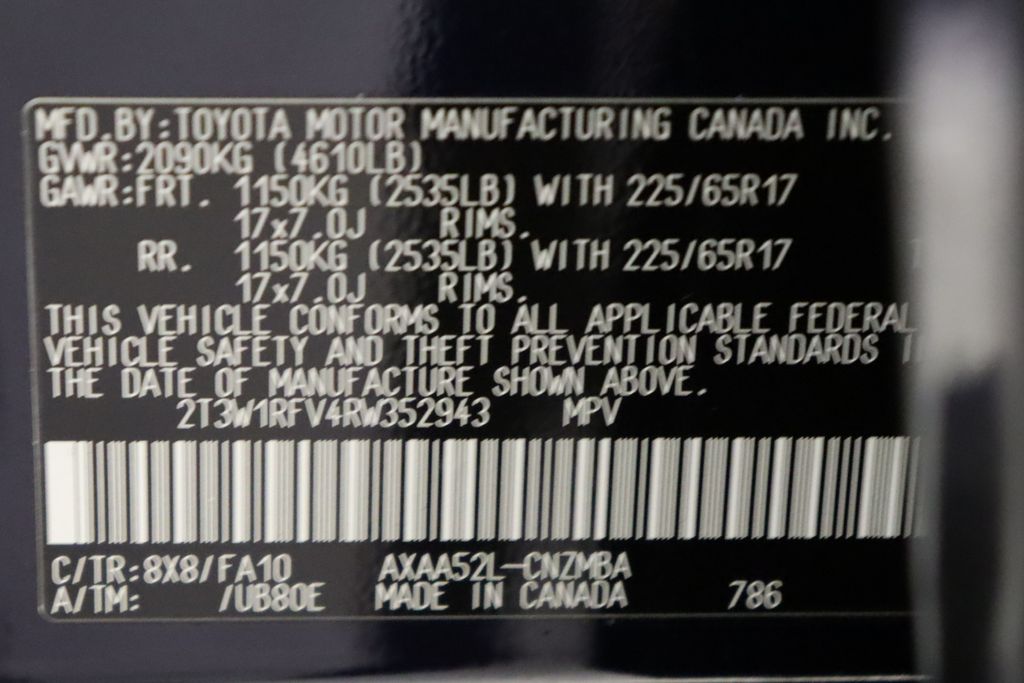 MFD.BY:TOYOTA MOTOR MANUFACTURING CANADA INC.
GVWR:2090KG (4610LB)
GAWR:FRT. 1150KG (2535LB) WITH 225/65R17
17x7.0J RIMS.
RR. 1150KG (2535LB) WITH 225/65R17
17x7.0J RIMS.
THIS VEHICLE CONFORMS TO ALL APPLICABLE FEDERAL
VEHICLE SAFETY AND THEFT PREVENTION STANDARDS
THE DATE OF MANUFACTURE SHOWN ABOVE.
2T3W1RFV4RW352943 MPV
C/TR:8X8/FA10 AXAA52L-CNZMBA
A/TM: /UB80E MADE IN CANADA 786